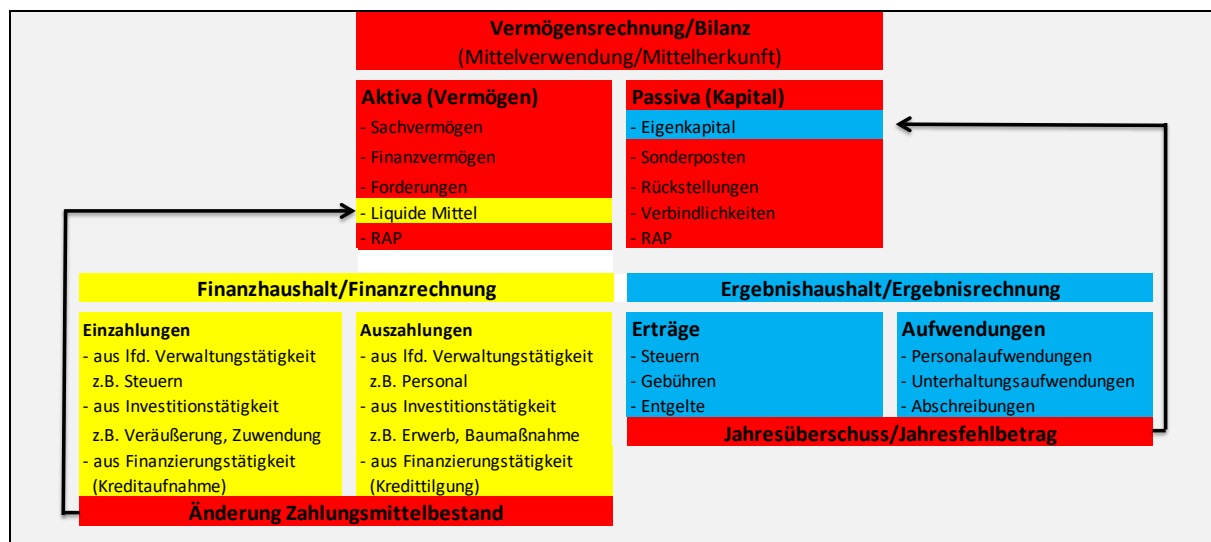 Vermögensrechnung/Bilanz
(Mittelverwendung/Mittelherkunft)
Aktiva (Vermögen)
- Sachvermögen
- Finanzvermögen
- Forderungen
- Liquide Mittel
- RAP
Passiva (Kapital)
- Eigenkapital
- Sonderposten
- Rückstellungen
- Verbindlichkeiten
- RAP
Finanzhaushalt/Finanzrechnung
Einzahlungen
- aus lfd. Verwaltungstätigkeit
z.B. Steuern
- aus Investitionstätigkeit
z.B. Veräußerung, Zuwendung
- aus Finanzierungstätigkeit
(Kreditaufnahme)
Auszahlungen
- aus lfd. Verwaltungstätigkeit
z.B. Personal
- aus Investitionstätigkeit
z.B. Erwerb, Baumaßnahme
- aus Finanzierungstätigkeit
(Kredittilgung)
Änderung Zahlungsmittelbestand
Ergebnishaushalt/Ergebnisrechnung
Erträge
- Steuern
- Gebühren
- Entgelte
Aufwendungen
- Personalaufwendungen
- Unterhaltungsaufwendungen
- Abschreibungen
Jahresüberschuss/Jahresfehlbetrag